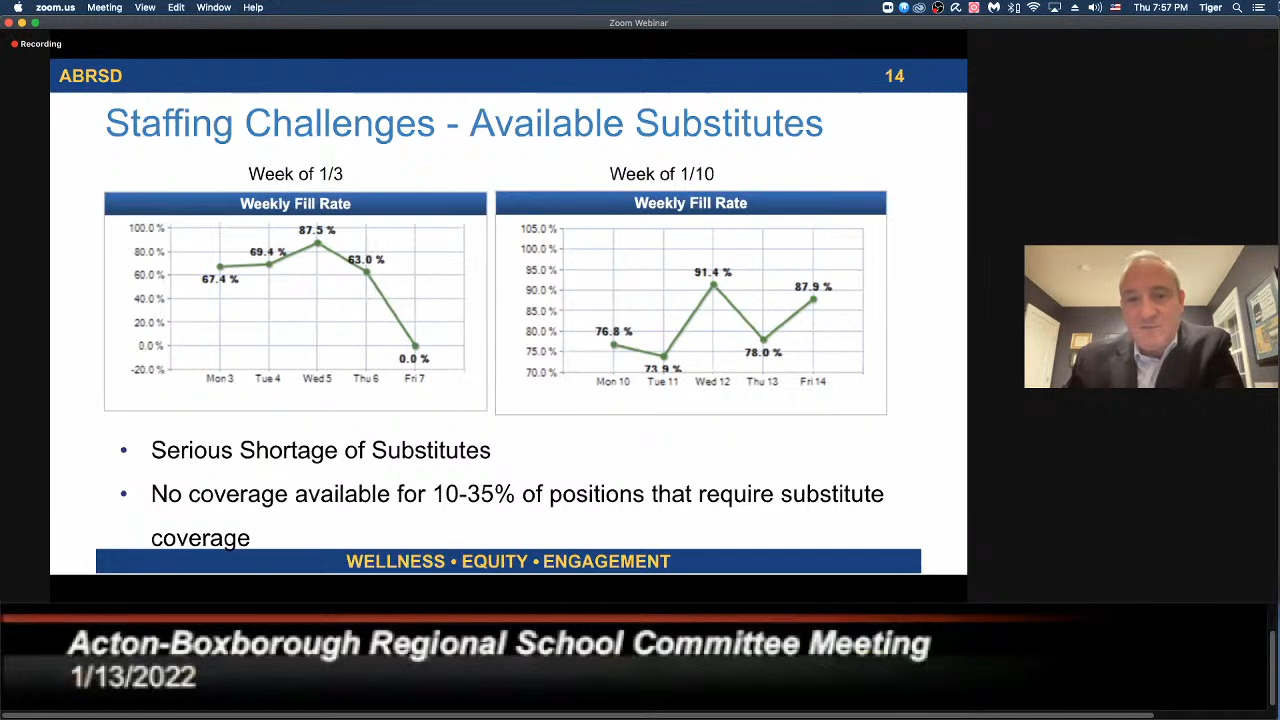 zoom.us Meeting View Edit Window Help Thu 7:57 PM Tiger
Zoom Webinar
Recording
ABRSD 14
Staffing Challenges - Available Substitutes
Week of 1/3
Weekly Fill Rate
100.0 %
80.0 %
60.0 %
40.0 %
20.0 %
0.0 %
-20.0 %
67.4 %
69.4 %
87.5 %
63.0 %
0.0 %
Mon 3 Tue 4 Wed 5 Thu 6 Fri 7
Week of 1/10
Weekly Fill Rate
105.0 %
100.0 %
95.0 %
90.0 %
85.0 %
80.0 %
75.0 %
70.0 %
76.8 %
73.9 %
91.4 %
78.0 %
87.9 %
Mon 10 Tue 11 Wed 12 Thu 13 Fri 14
• Serious Shortage of Substitutes
• No coverage available for 10-35% of positions that require substitute
coverage
WELLNESS • EQUITY • ENGAGEMENT
Acton-Boxborough Regional School Committee Meeting
1/13/2022